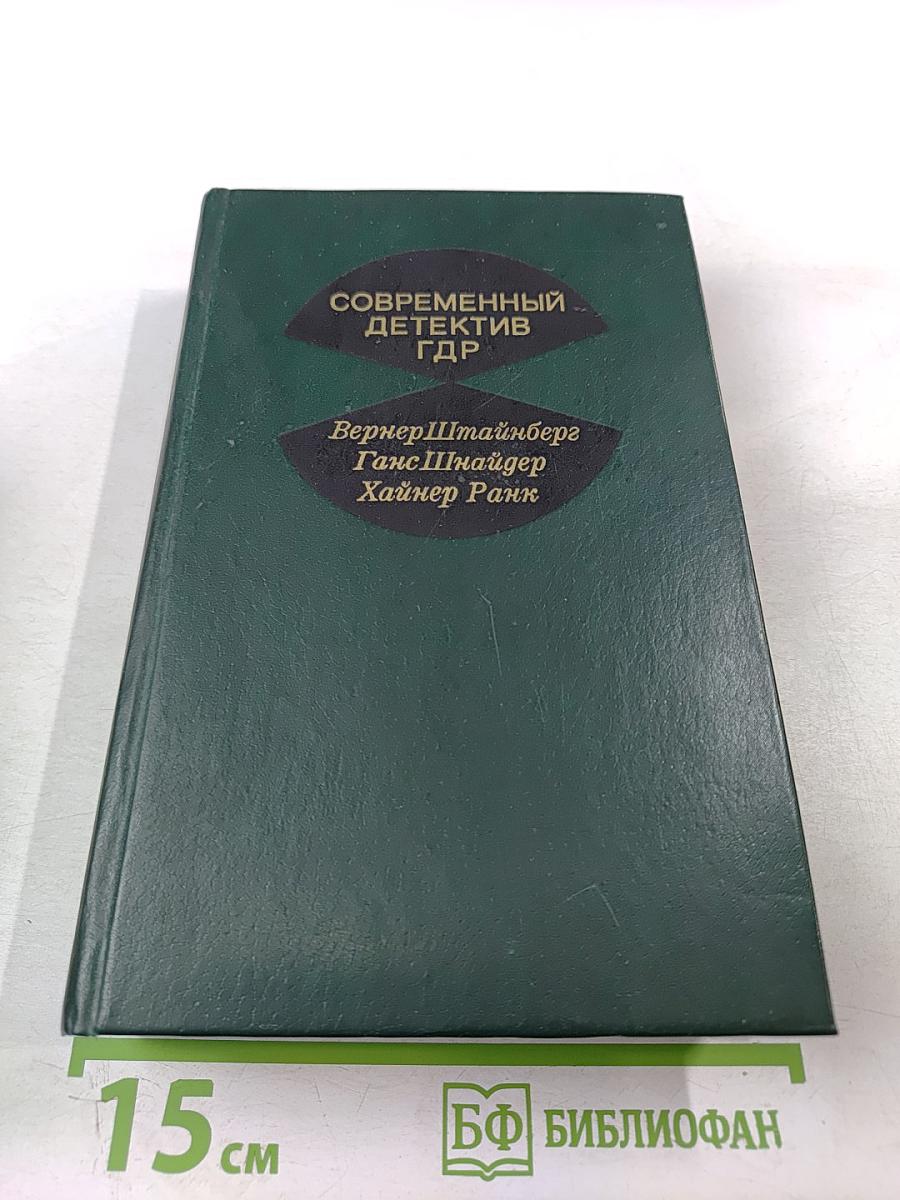 СОВРЕМЕННЫЙ
ДЕТЕКТИВ
ГДР
Вернер Штайнберг
Ганс Шнайдер
Хайнер Ранк
15 см
БФ БИБЛИОФАН